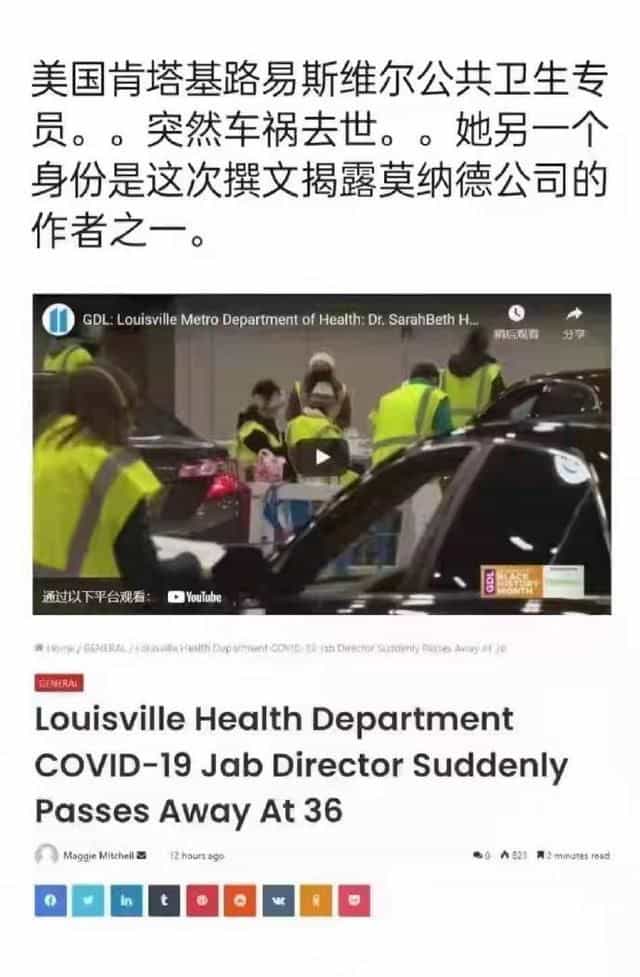 美国肯塔基路易斯维尔公共卫生专
员。。突然车祸去世。。她另一个
身份是这次撰文揭露莫纳德公司的
作者之一。
GDL: Louisville Metro Department of Health: Dr. SarahBeth H...
稍后观看
分享
GDL
BLACK
HISTORY
MONTH
通过以下平台观看:
YouTube
Home / GENERAL / Louisville Health Department COVID-19 Jab Director Suddenly Passes Away At 36
GENERAL
Louisville Health Department
COVID-19 Jab Director Suddenly
Passes Away At 36
Maggie Mitchell
12 hours ago
0
821
2 minutes read